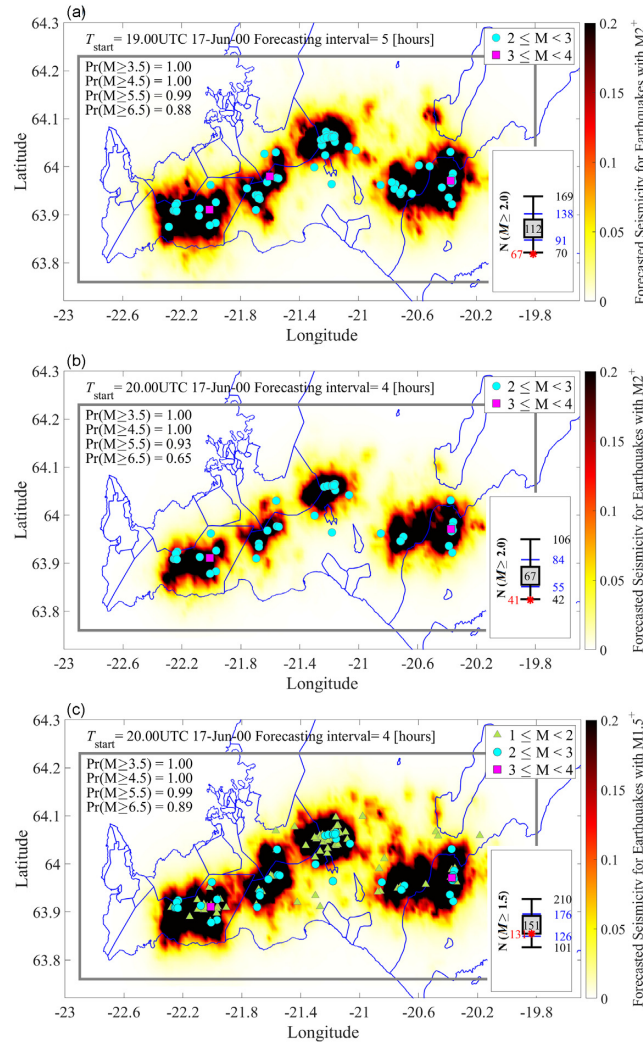 (a)
T_start = 19.00UTC 17-Jun-00 Forecasting interval= 5 [hours]
Pr(M≥3.5) = 1.00
Pr(M≥4.5) = 1.00
Pr(M≥5.5) = 0.99
Pr(M≥6.5) = 0.88
2 ≤ M < 3
3 ≤ M < 4
64.3
64.2
64.1
64
63.9
63.8
Latitude
-23
-22.6
-22.2
-21.8
-21.4
-21
-20.6
-20.2
-19.8
Longitude
N (M ≥ 2.0)
169
138
112
91
67
70
0.2
0.15
0.1
0.05
0
Forecasted Seismicity for Earthquakes with M2+
(b)
T_start = 20.00UTC 17-Jun-00 Forecasting interval= 4 [hours]
Pr(M≥3.5) = 1.00
Pr(M≥4.5) = 1.00
Pr(M≥5.5) = 0.93
Pr(M≥6.5) = 0.65
2 ≤ M < 3
3 ≤ M < 4
64.3
64.2
64.1
64
63.9
63.8
Latitude
-23
-22.6
-22.2
-21.8
-21.4
-21
-20.6
-20.2
-19.8
Longitude
N (M ≥ 2.0)
106
84
67
55
41
42
0.2
0.15
0.1
0.05
0
Forecasted Seismicity for Earthquakes with M2+
(c)
T_start = 20.00UTC 17-Jun-00 Forecasting interval= 4 [hours]
Pr(M≥3.5) = 1.00
Pr(M≥4.5) = 1.00
Pr(M≥5.5) = 0.99
Pr(M≥6.5) = 0.89
1 ≤ M < 2
2 ≤ M < 3
3 ≤ M < 4
64.3
64.2
64.1
64
63.9
63.8
Latitude
-23
-22.6
-22.2
-21.8
-21.4
-21
-20.6
-20.2
-19.8
Longitude
N (M ≥ 1.5)
210
176
151
126
101
0.2
0.15
0.1
0.05
0
Forecasted Seismicity for Earthquakes with M1.5+